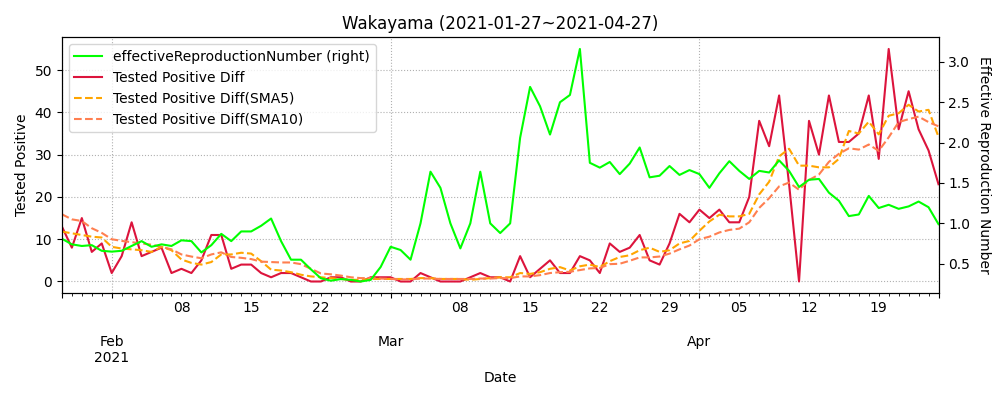 Wakayama (2021-01-27~2021-04-27)
effectiveReproductionNumber (right)
Tested Positive Diff
Tested Positive Diff(SMA5)
Tested Positive Diff(SMA10)
Tested Positive
50
40
30
20
10
0
3.0
2.5
2.0
1.5
1.0
0.5
Effective Reproduction Number
08 15 22 08 15 22 29 05 12 19
Feb Mar Apr
2021
Date